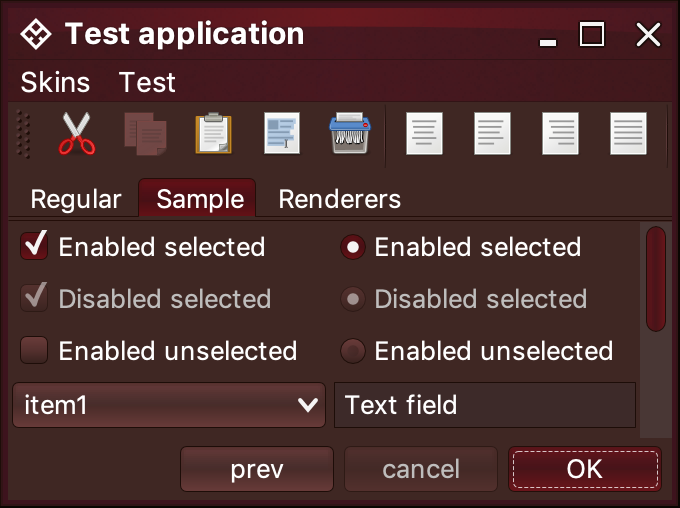 Test application
Skins Test
Regular Sample Renderers
Enabled selected Enabled selected
Disabled selected Disabled selected
Enabled unselected Enabled unselected
item1 Text field
prev cancel OK